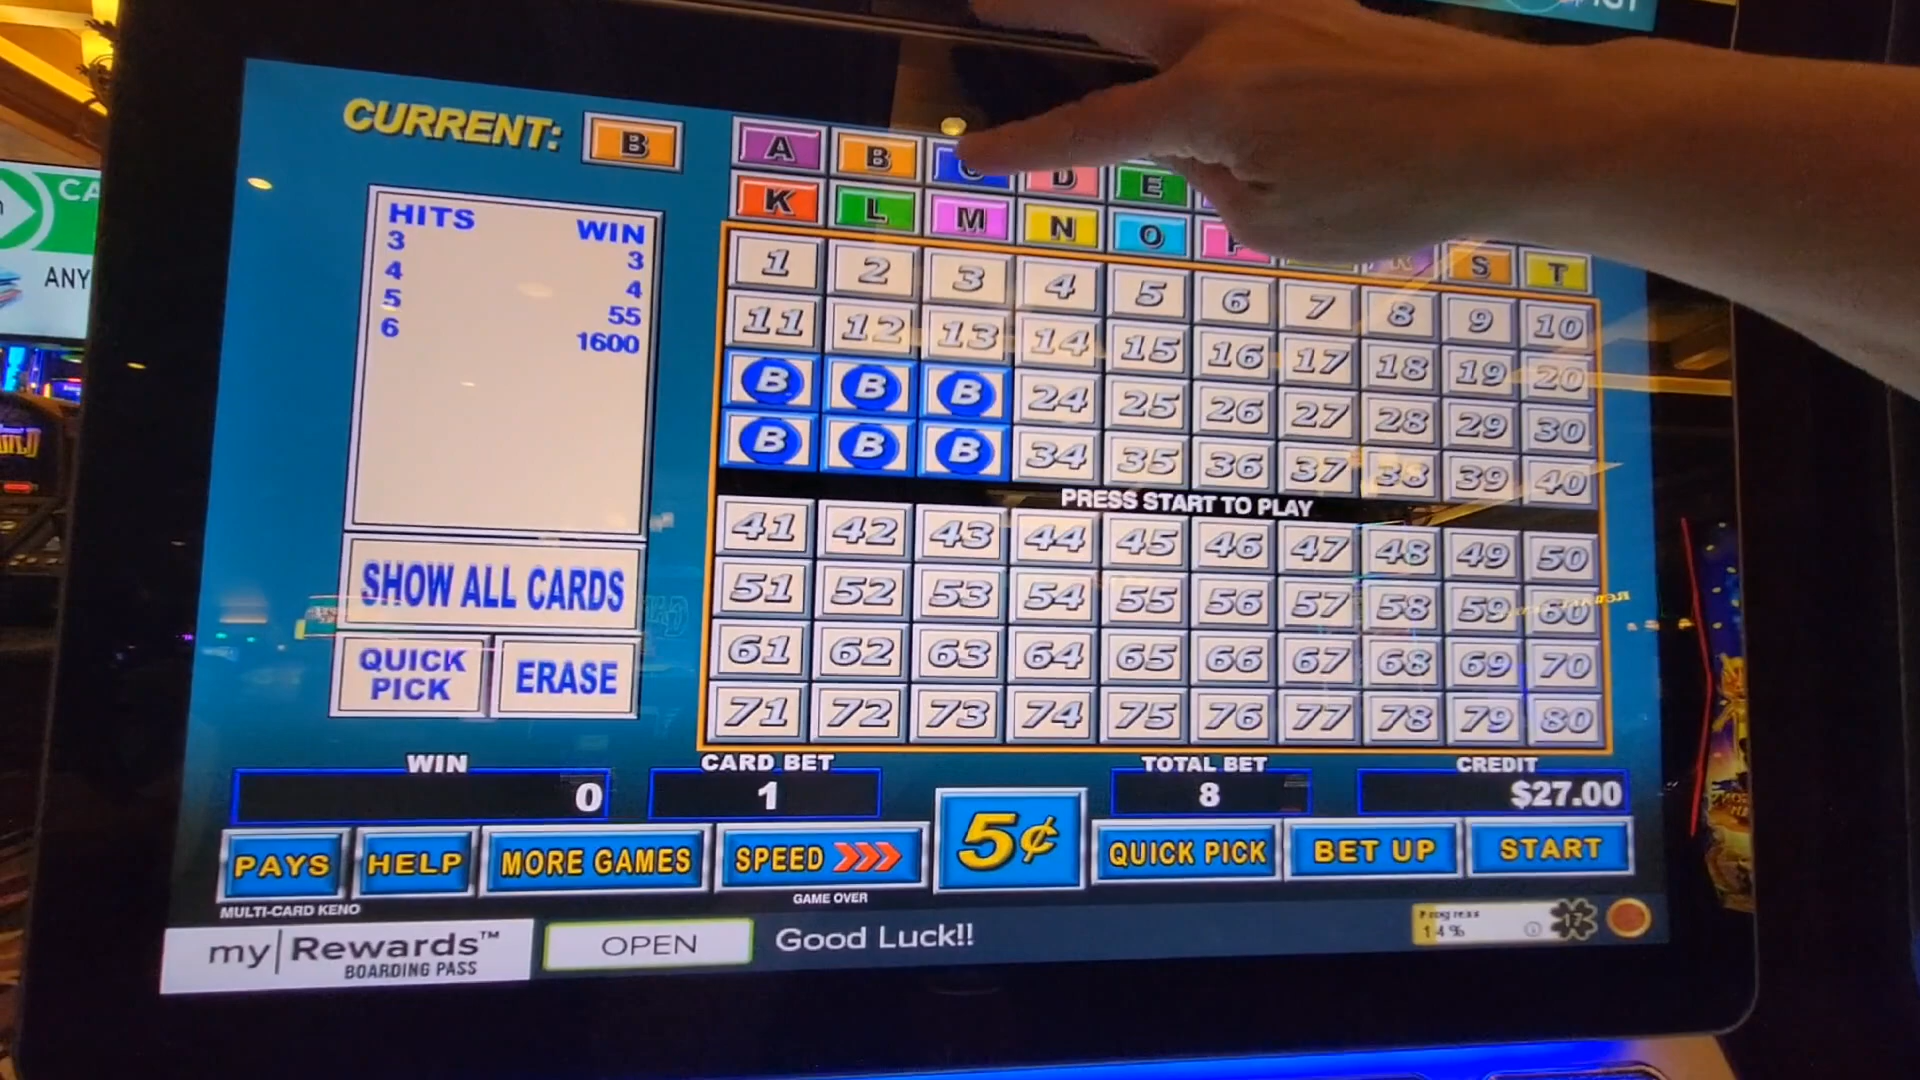 CURRENT: B
A B C D E
K L M N O P R S T
HITS WIN
3 3
4 4
5 55
6 1600
1 2 3 4 5 6 7 8 9 10
11 12 13 14 15 16 17 18 19 20
B B B 24 25 26 27 28 29 30
B B B 34 35 36 37 38 39 40
PRESS START TO PLAY
41 42 43 44 45 46 47 48 49 50
51 52 53 54 55 56 57 58 59 60
61 62 63 64 65 66 67 68 69 70
71 72 73 74 75 76 77 78 79 80
SHOW ALL CARDS
QUICK PICK
ERASE
WIN
0
CARD BET
1
TOTAL BET
8
CREDIT
$27.00
PAYS
HELP
MORE GAMES
SPEED
5¢
QUICK PICK
BET UP
START
MULTI-CARD KENO
GAME OVER
my|Rewards™
BOARDING PASS
OPEN
Good Luck!!
Progress
14%
17
CA
ANY